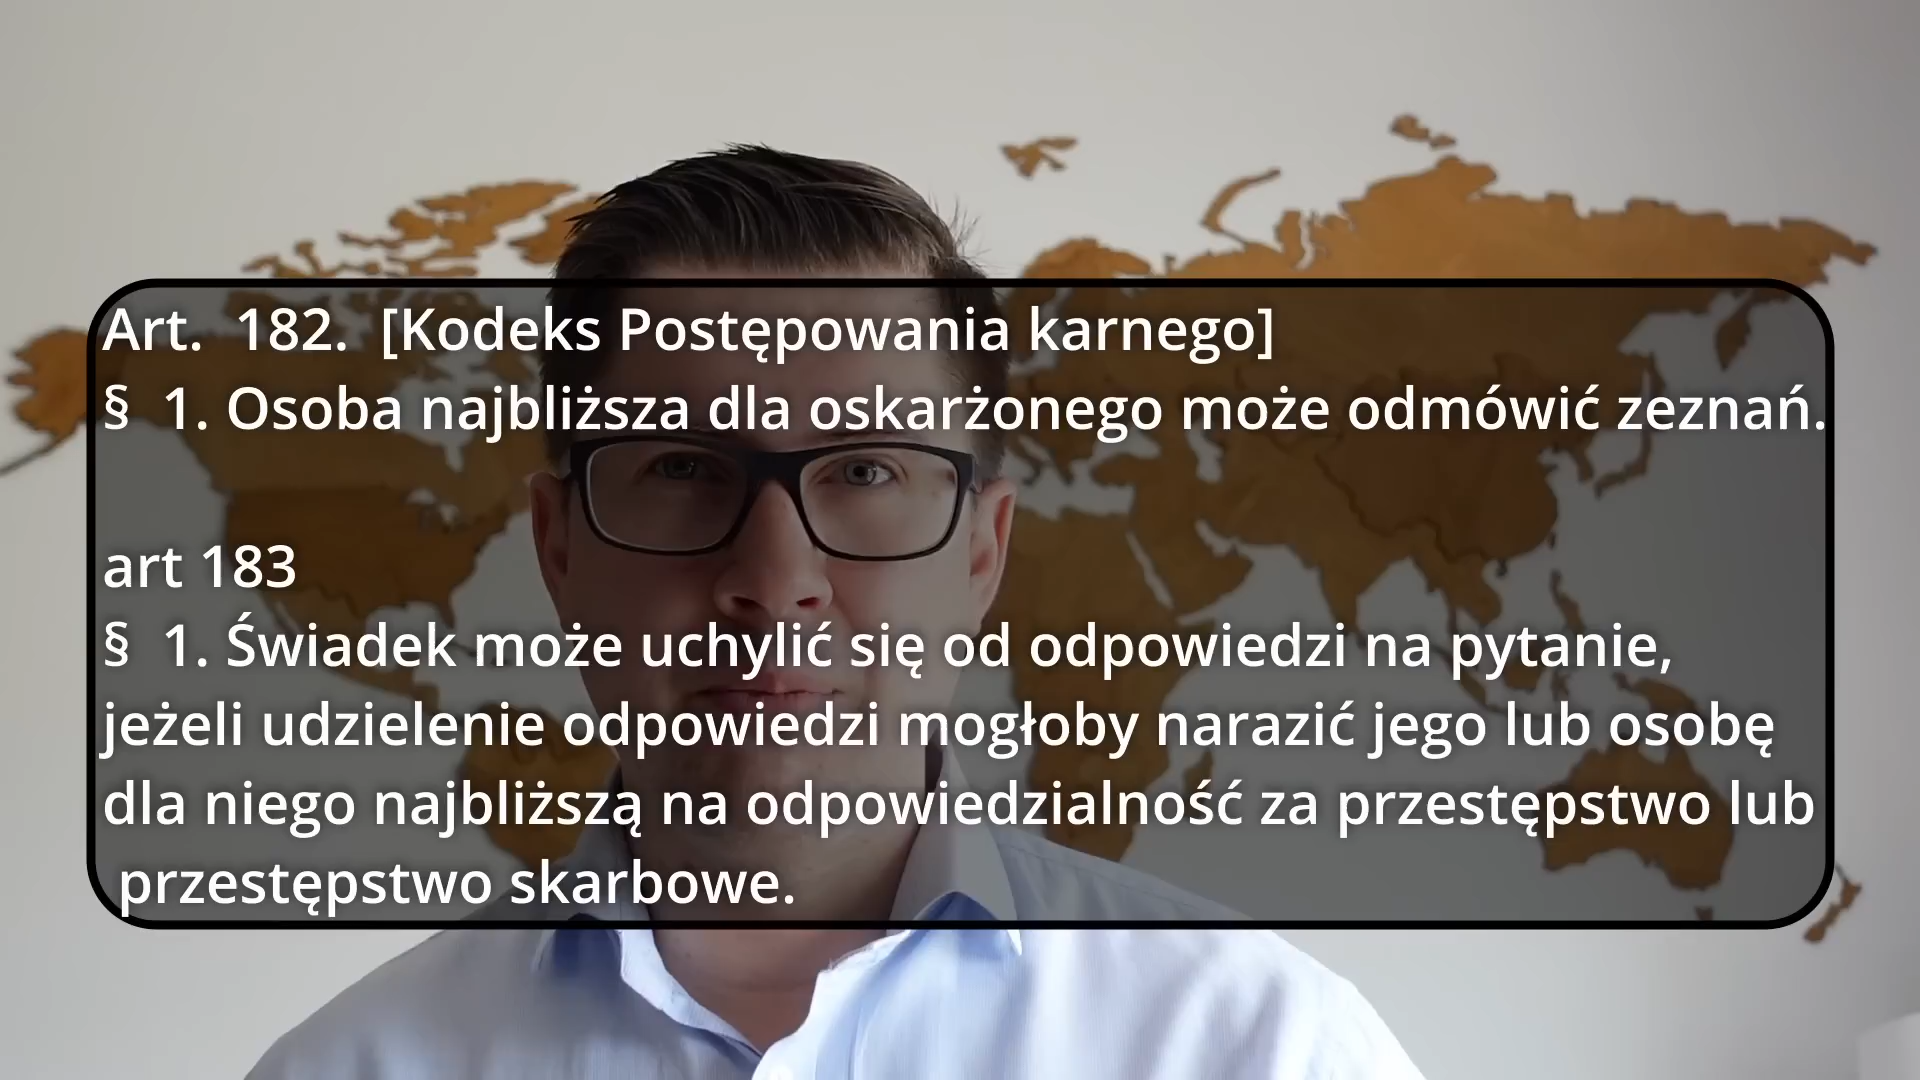 Art. 182. [Kodeks Postępowania karnego]
§ 1. Osoba najbliższa dla oskarżonego może odmówić zeznań.
art 183
§ 1. Świadek może uchylić się od odpowiedzi na pytanie,
jeżeli udzielenie odpowiedzi mogłoby narazić jego lub osobę
dla niego najbliższą na odpowiedzialność za przestępstwo lub
przestępstwo skarbowe.